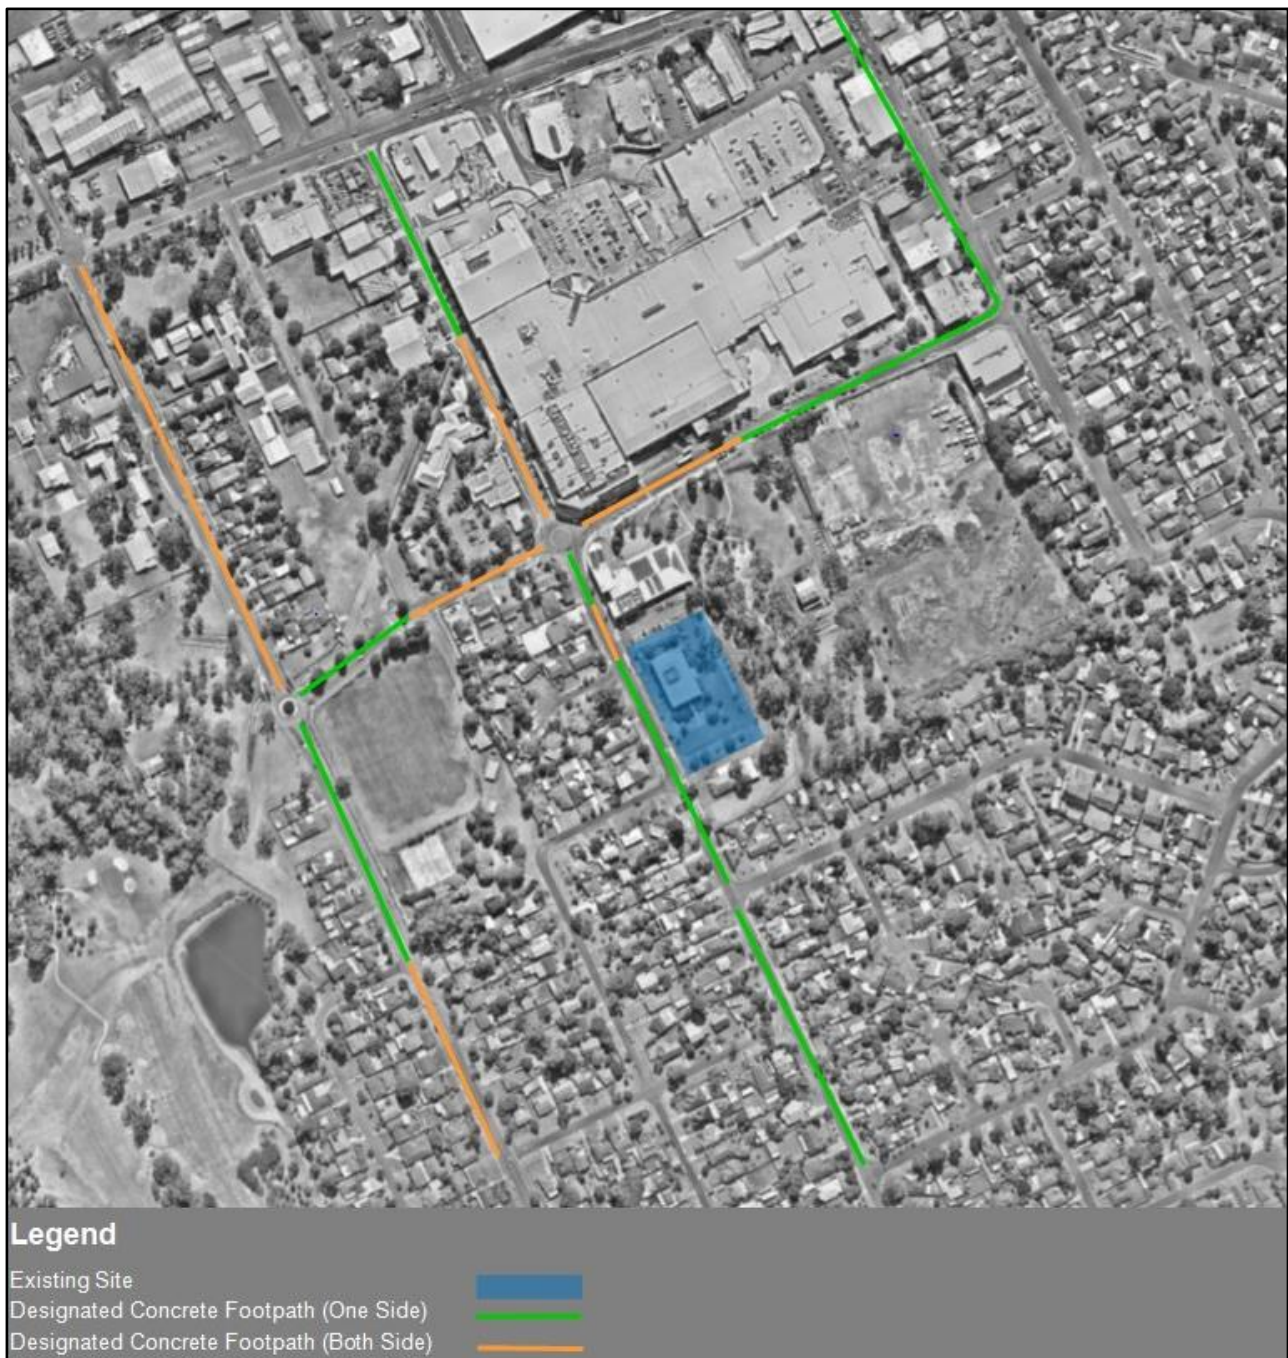 Legend
Existing Site
Designated Concrete Footpath (One Side)
Designated Concrete Footpath (Both Side)